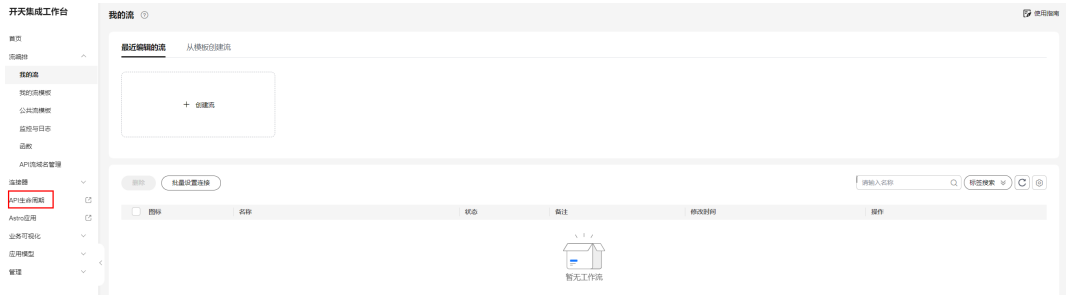 开天集成工作台
首页
流编排
我的流
我的流模板
公共流模板
监控与日志
函数
API流域名管理
连接器
API生命周期
Astro应用
业务可视化
应用模型
管理
我的流
使用指南
最近编辑的流 从模板创建流
+ 创建流
删除 批量设置连接 请输入名称 标签搜索
图标 名称 状态 备注 修改时间 操作
暂无工作流